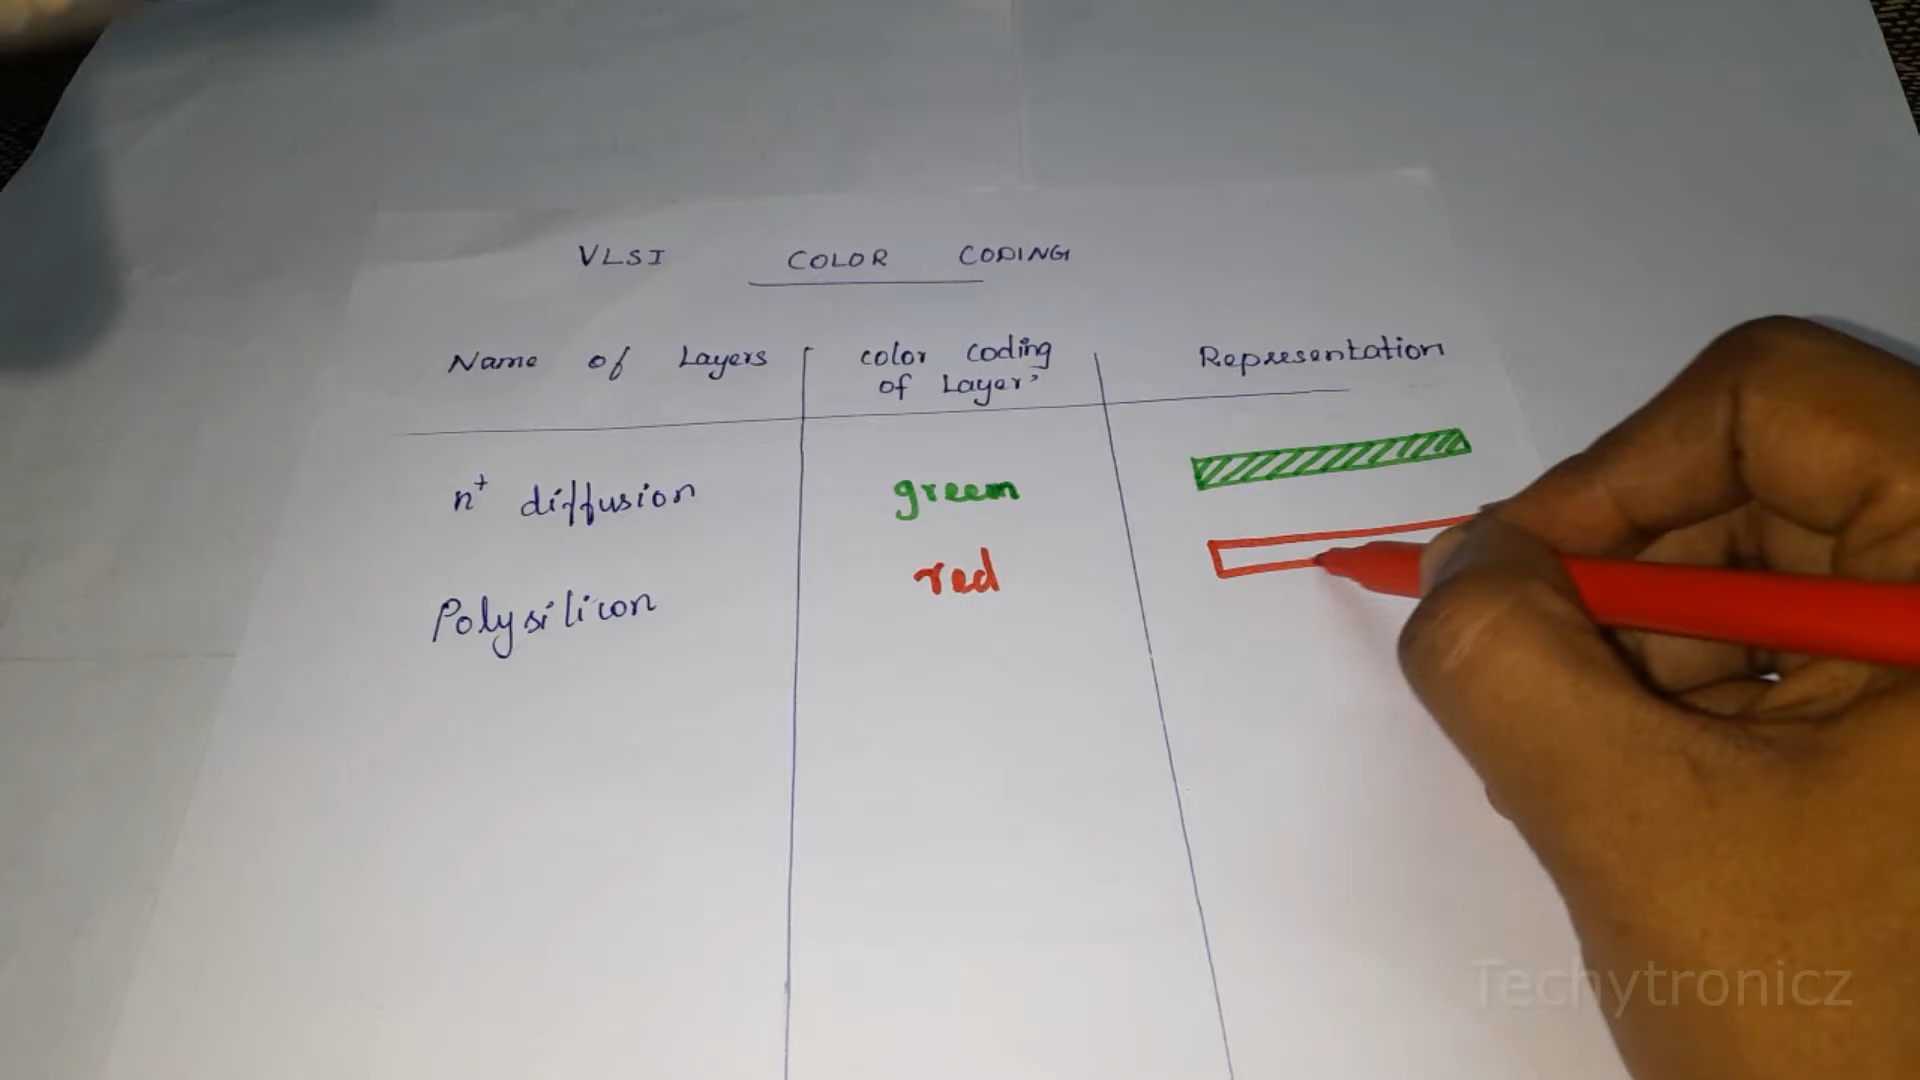 VLSI COLOR CODING
Name of Layers
color coding
of Layer's
Representation
n+ diffusion
green
Polysilicon
red
Techytronicz